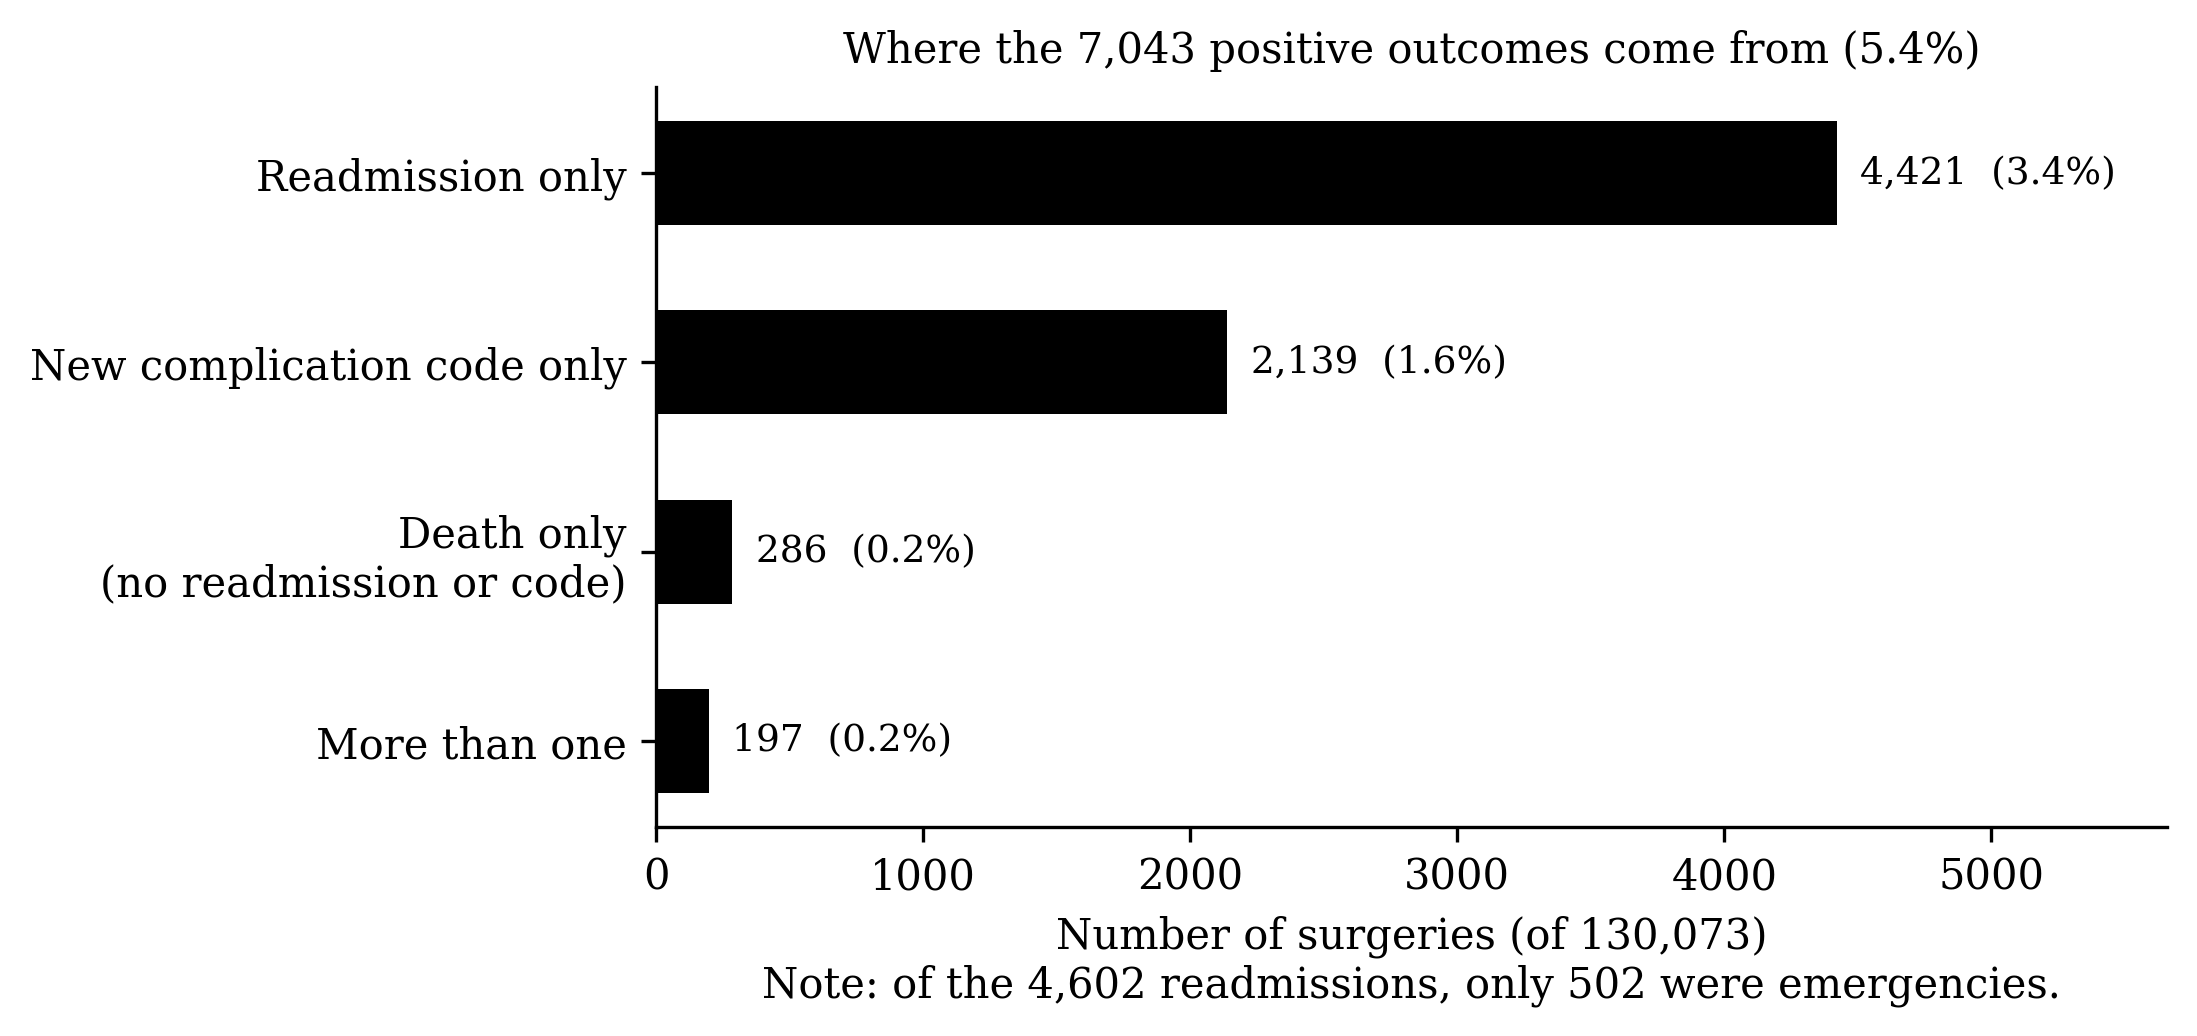 Where the 7,043 positive outcomes come from (5.4%)
Readmission only
4,421 (3.4%)
New complication code only
2,139 (1.6%)
Death only
(no readmission or code)
286 (0.2%)
More than one
197 (0.2%)
0 1000 2000 3000 4000 5000
Number of surgeries (of 130,073)
Note: of the 4,602 readmissions, only 502 were emergencies.